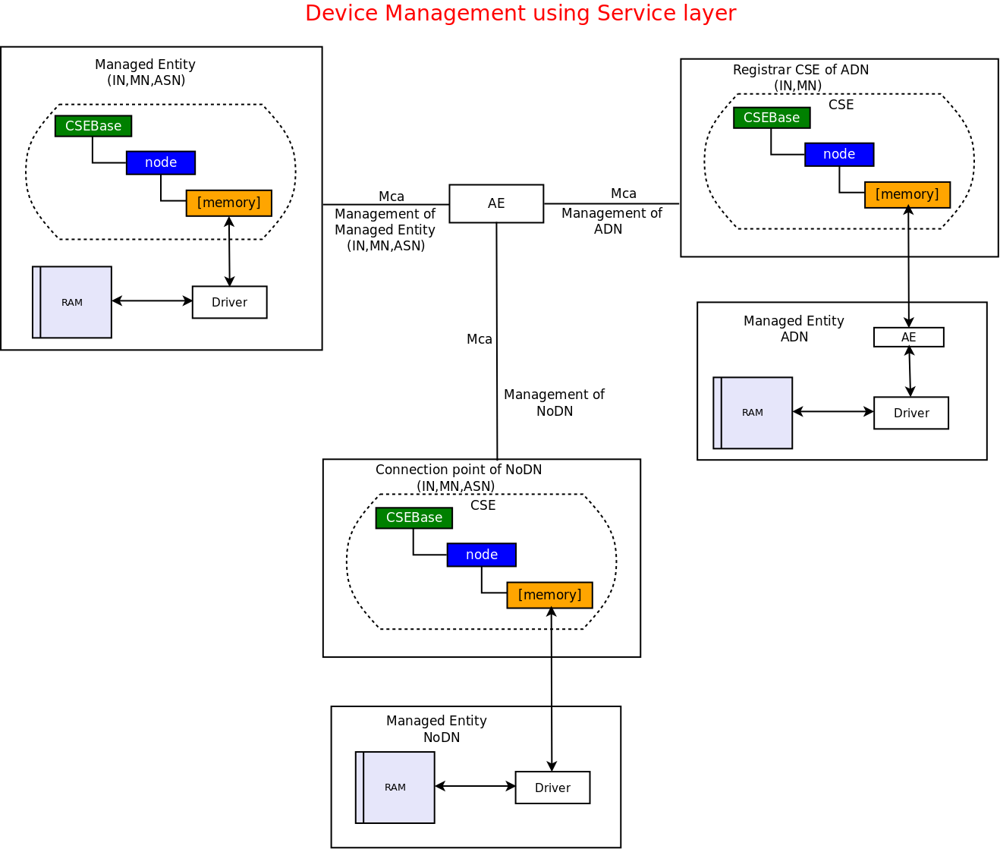 Device Management using Service layer
Managed Entity
(IN,MN,ASN)
CSEBase
node
[memory]
RAM
Driver
Mca
Management of
Managed Entity
(IN,MN,ASN)
AE
Mca
Management of
ADN
Registrar CSE of ADN
(IN,MN)
CSE
CSEBase
node
[memory]
Managed Entity
ADN
AE
RAM
Driver
Mca
Management of
NoDN
Connection point of NoDN
(IN,MN,ASN)
CSE
CSEBase
node
[memory]
Managed Entity
NoDN
RAM
Driver